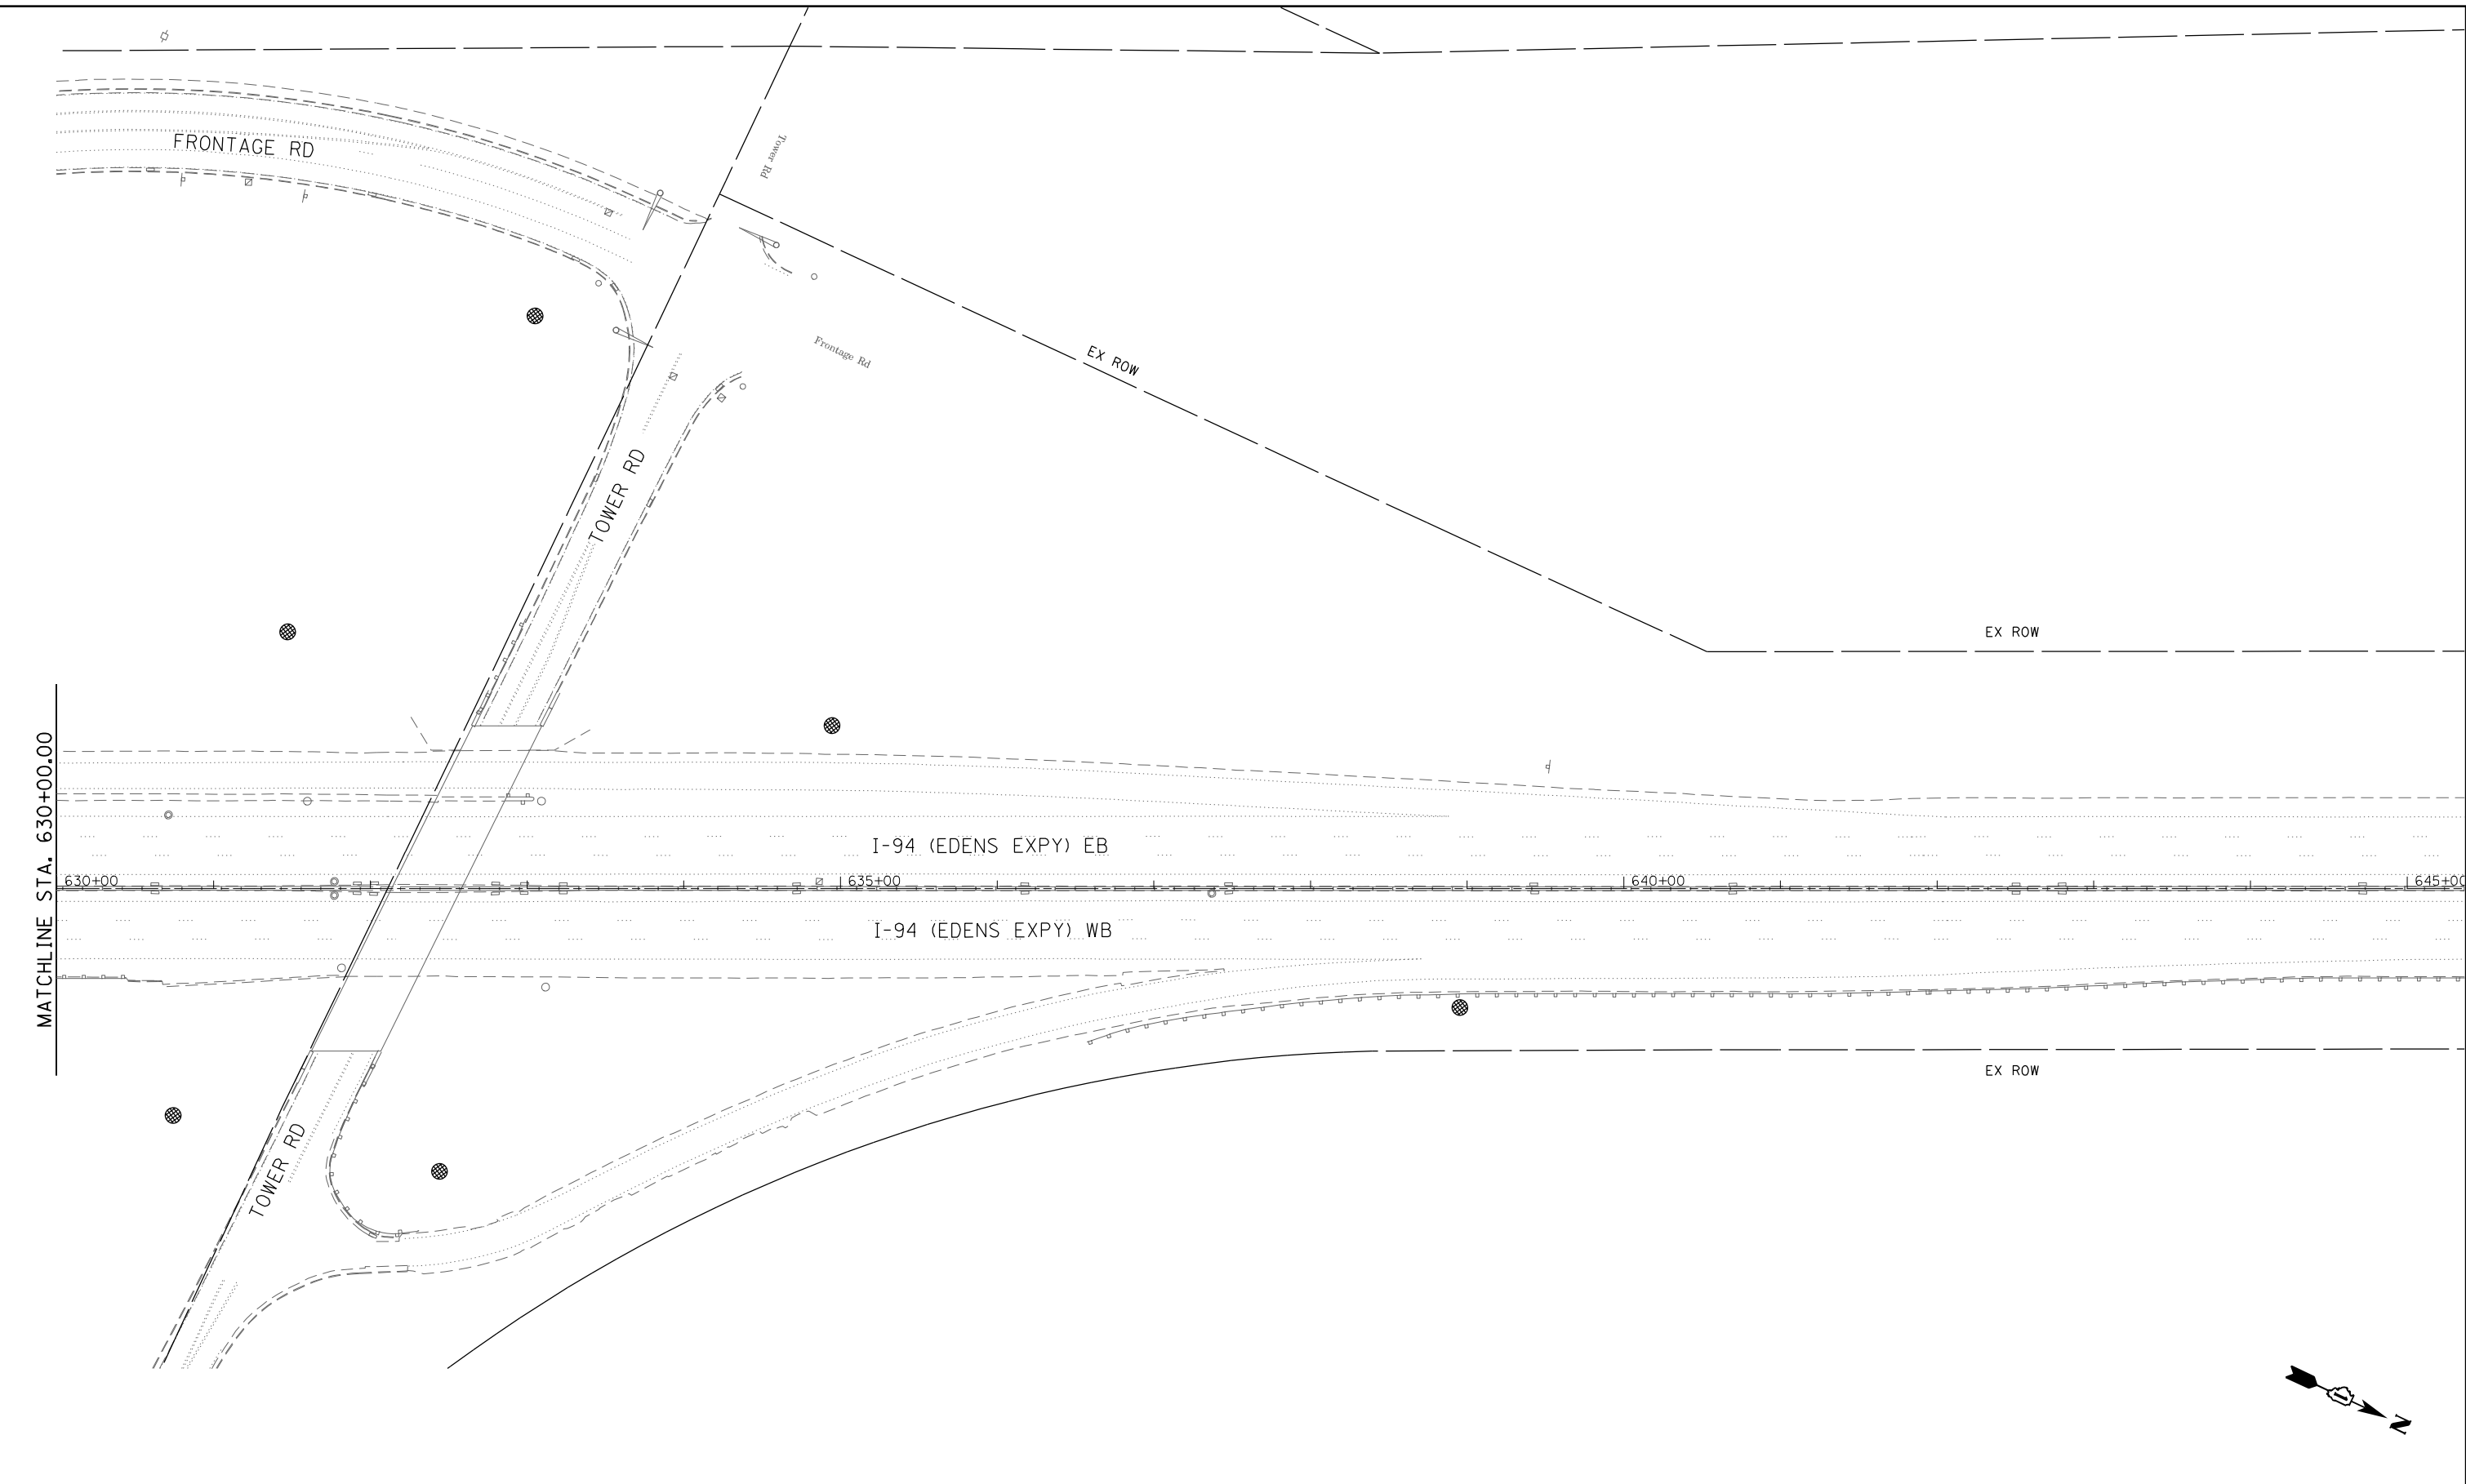 FRONTAGE RD
Tower Rd
Frontage Rd
EX ROW
TOWER RD
EX ROW
MATCHLINE STA. 630+00.00
I-94 (EDENS EXPY) EB
630+00
635+00
640+00
645+00
I-94 (EDENS EXPY) WB
EX ROW
TOWER RD
N